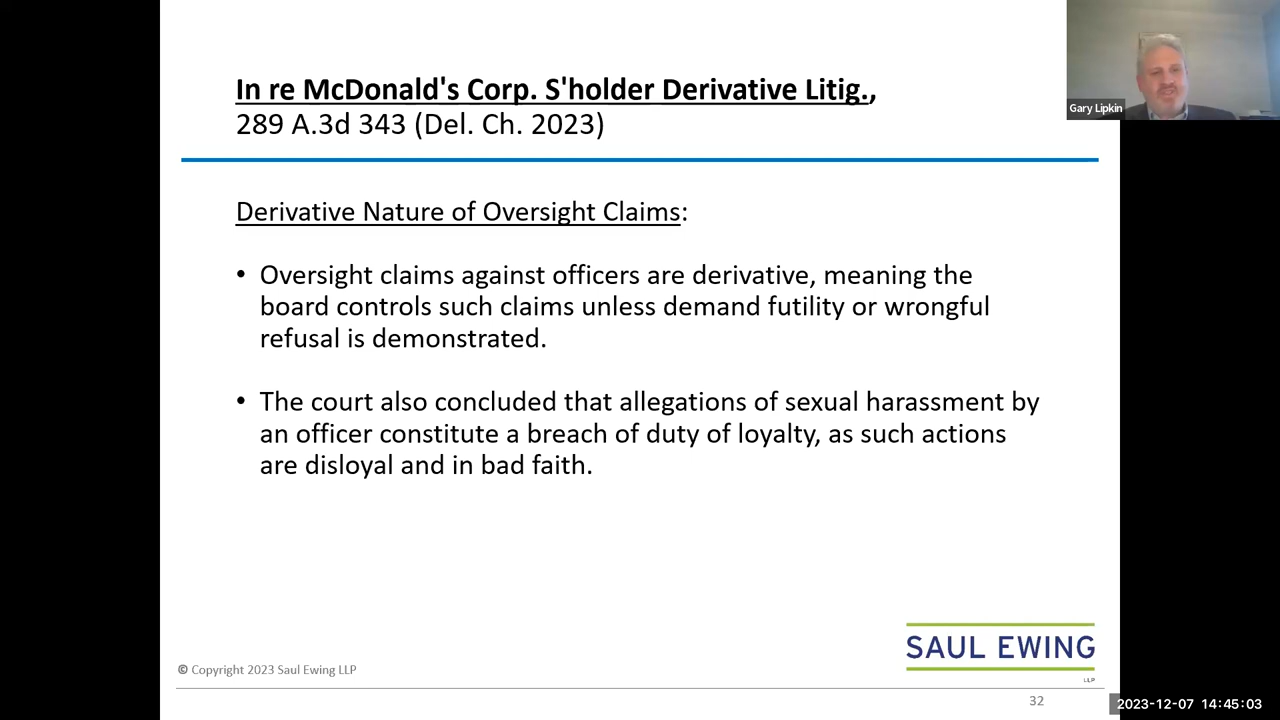 In re McDonald's Corp. S'holder Derivative Litig.,
289 A.3d 343 (Del. Ch. 2023)
Gary Lipkin
Derivative Nature of Oversight Claims:
• Oversight claims against officers are derivative, meaning the
board controls such claims unless demand futility or wrongful
refusal is demonstrated.
• The court also concluded that allegations of sexual harassment by
an officer constitute a breach of duty of loyalty, as such actions
are disloyal and in bad faith.
SAUL EWING
LLP
© Copyright 2023 Saul Ewing LLP
32
2023-12-07 14:45:03